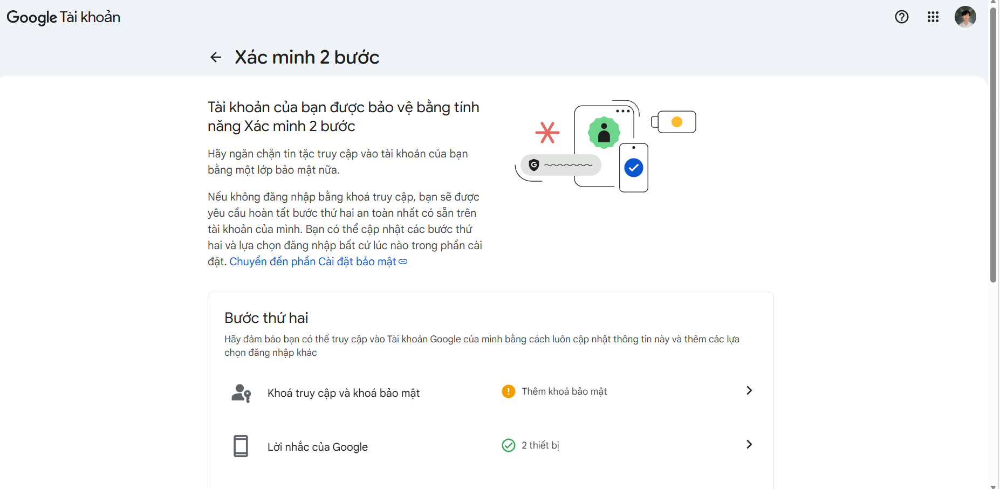 Google Tài khoản
Xác minh 2 bước
Tài khoản của bạn được bảo vệ bằng tính
năng Xác minh 2 bước
Hãy ngăn chặn tin tặc truy cập vào tài khoản của bạn
bằng một lớp bảo mật nữa.
Nếu không đăng nhập bằng khoá truy cập, bạn sẽ được
yêu cầu hoàn tất bước thứ hai an toàn nhất có sẵn trên
tài khoản của mình. Bạn có thể cập nhật các bước thứ
hai và lựa chọn đăng nhập bất cứ lúc nào trong phần cài
đặt. Chuyển đến phần Cài đặt bảo mật
Bước thứ hai
Hãy đảm bảo bạn có thể truy cập vào Tài khoản Google của mình bằng cách luôn cập nhật thông tin này và thêm các lựa
chọn đăng nhập khác
Khoá truy cập và khoá bảo mật
Thêm khoá bảo mật
Lời nhắc của Google
2 thiết bị